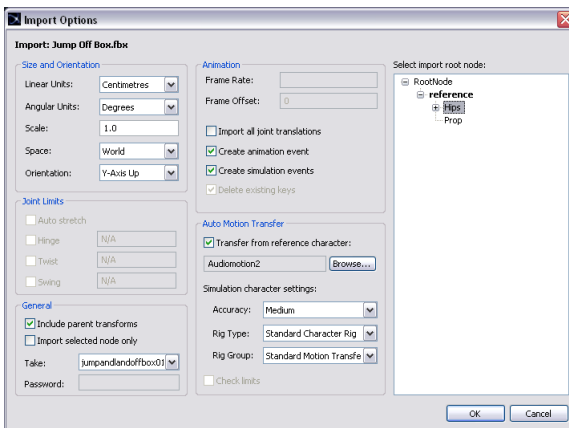 Import Options
Import: Jump Off Box.fbx
Size and Orientation
Linear Units: Centimetres
Angular Units: Degrees
Scale: 1.0
Space: World
Orientation: Y-Axis Up
Joint Limits
Auto stretch
Hinge N/A
Twist N/A
Swing N/A
General
Include parent transforms
Import selected node only
Take: jumpandlandoffbox01
Password:
Animation
Frame Rate:
Frame Offset: 0
Import all joint translations
Create animation event
Create simulation events
Delete existing keys
Auto Motion Transfer
Transfer from reference character:
Audiomotion2 Browse...
Simulation character settings:
Accuracy: Medium
Rig Type: Standard Character Rig
Rig Group: Standard Motion Transfe
Check limits
Select import root node:
RootNode
reference
Hips
Prop
OK Cancel